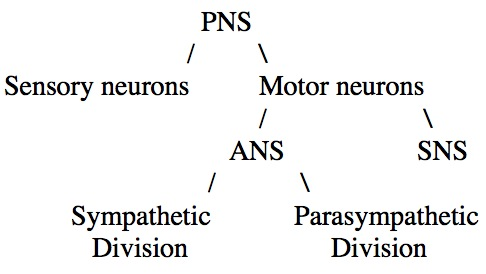 PNS
/ \
Sensory neurons Motor neurons
/ \
ANS SNS
/ \
Sympathetic Parasympathetic
Division Division